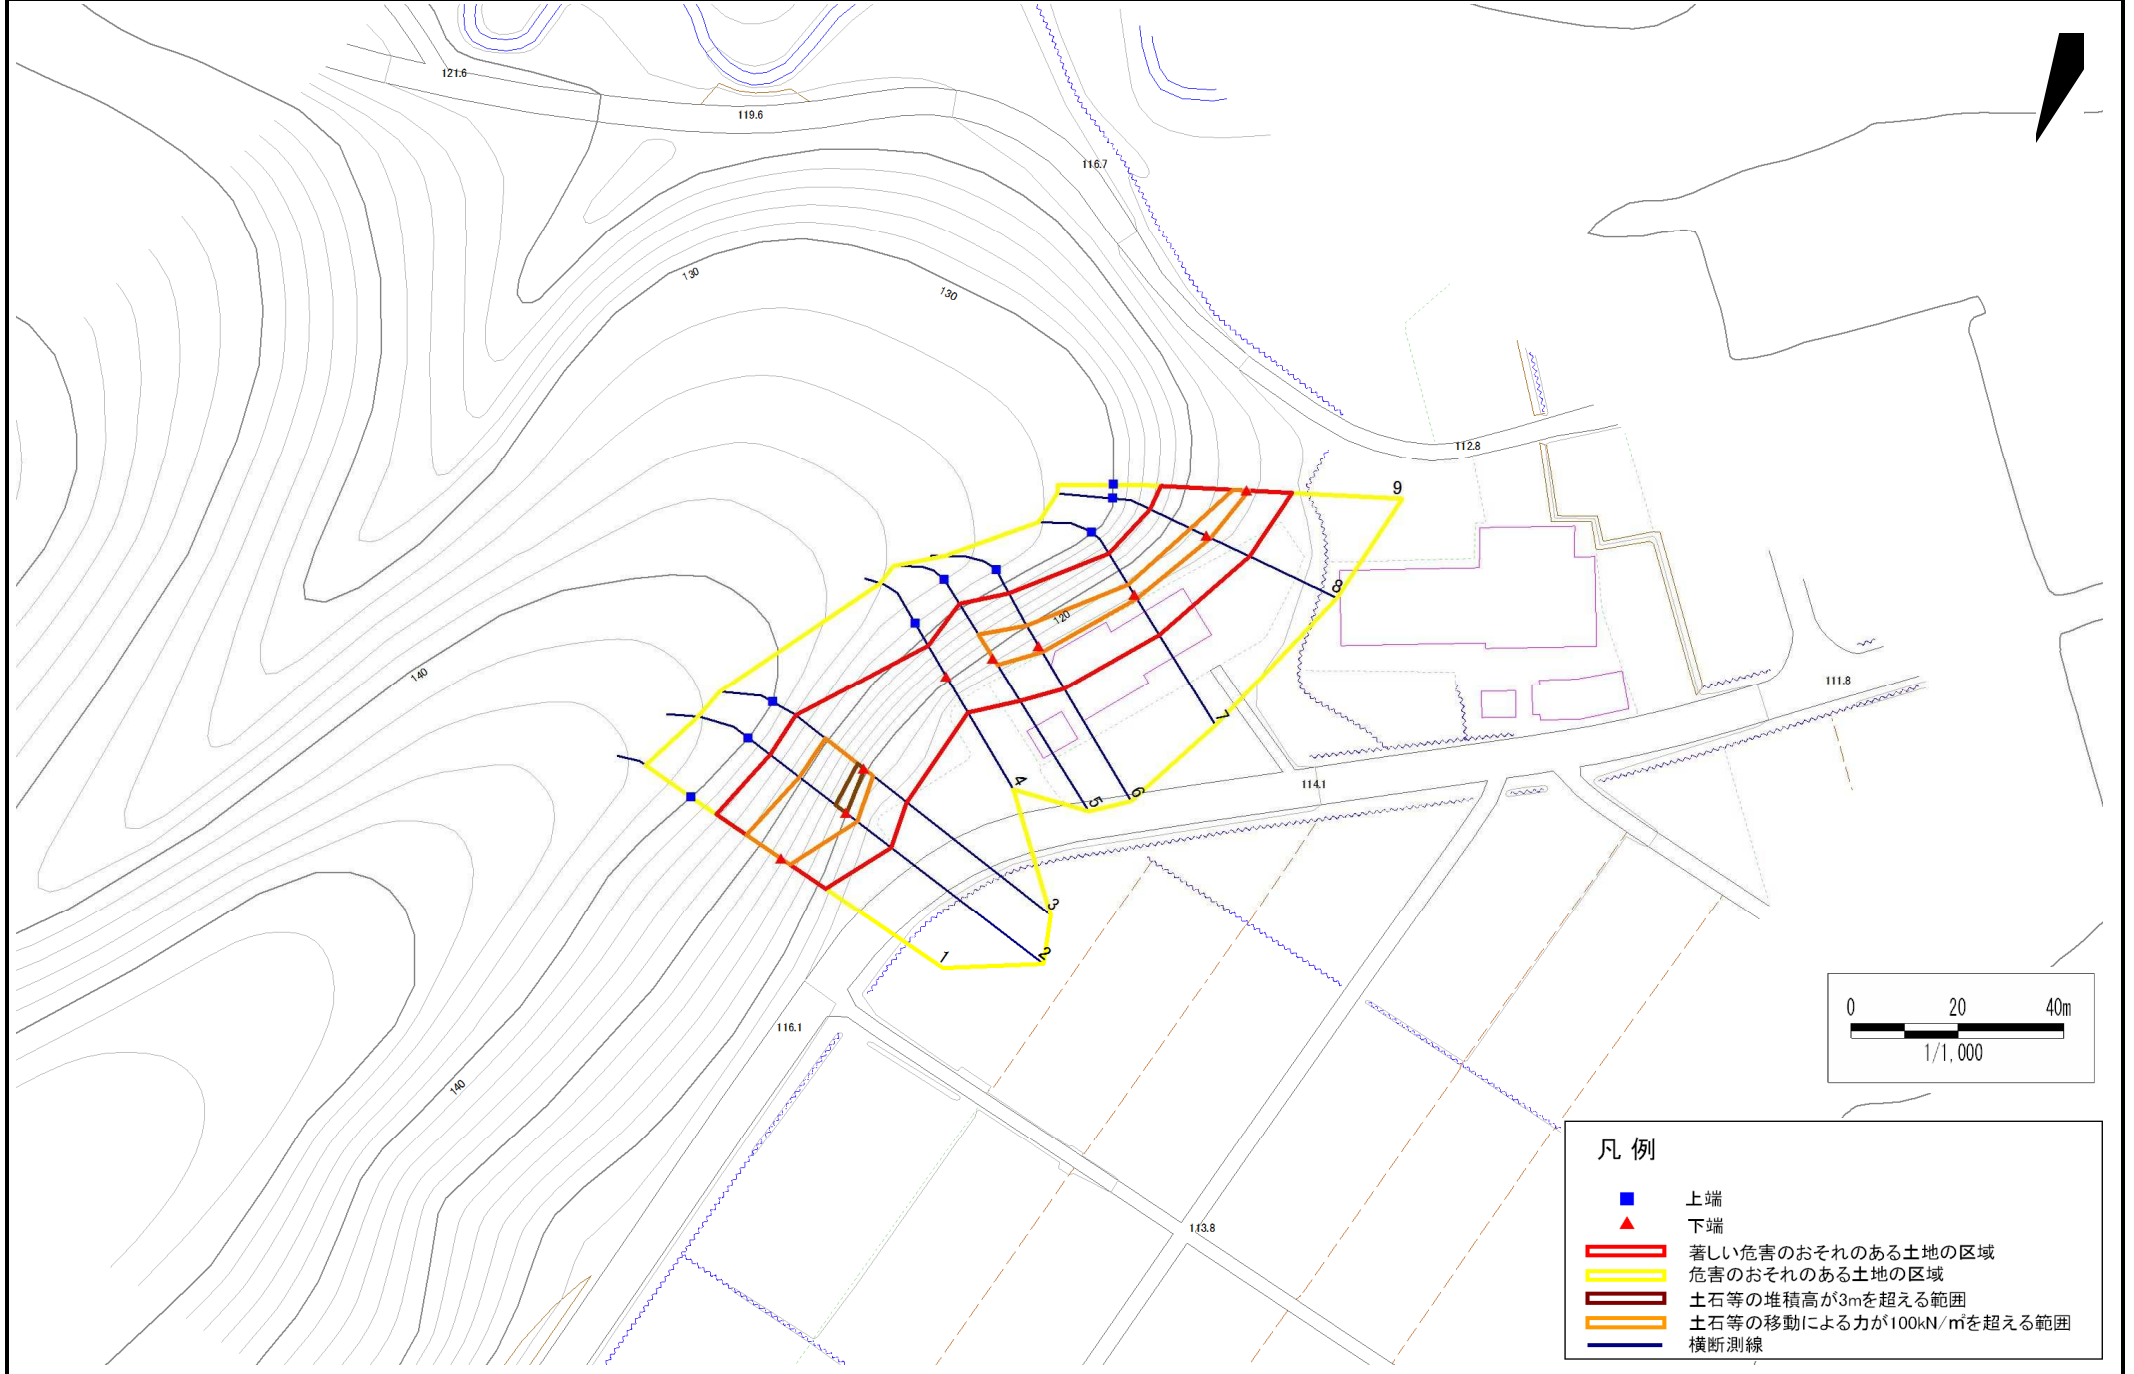 121.6
119.6
116.7
130
130
112.8
9
8
120
140
111.8
7
4
5
6
114.1
3
2
1
116.1
140
113.8
0 20 40m
1/1,000
凡 例
上端
下端
著しい危害のおそれのある土地の区域
危害のおそれのある土地の区域
土石等の堆積高が3mを超える範囲
土石等の移動による力が100kN/㎡を超える範囲
横断測線